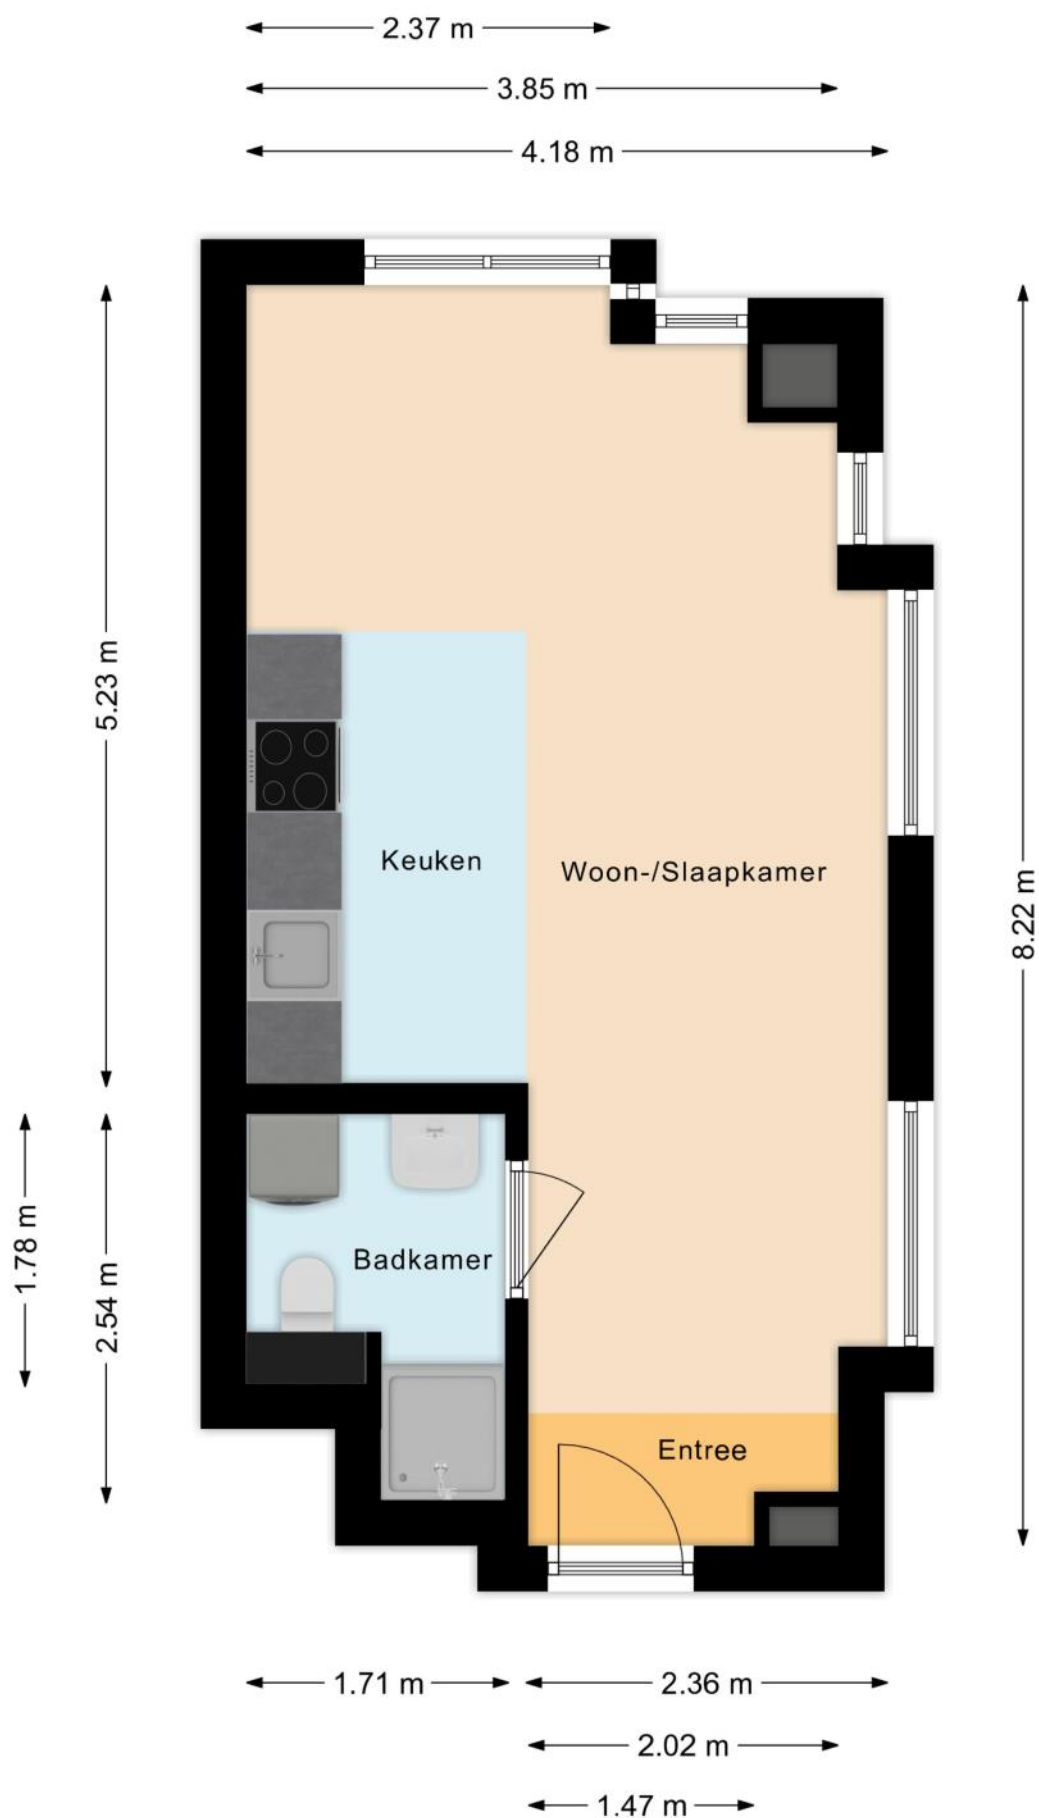 2.37 m
3.85 m
4.18 m
5.23 m
8.22 m
Keuken
Woon-/Slaapkamer
1.78 m
2.54 m
Badkamer
Entree
1.71 m
2.36 m
2.02 m
1.47 m